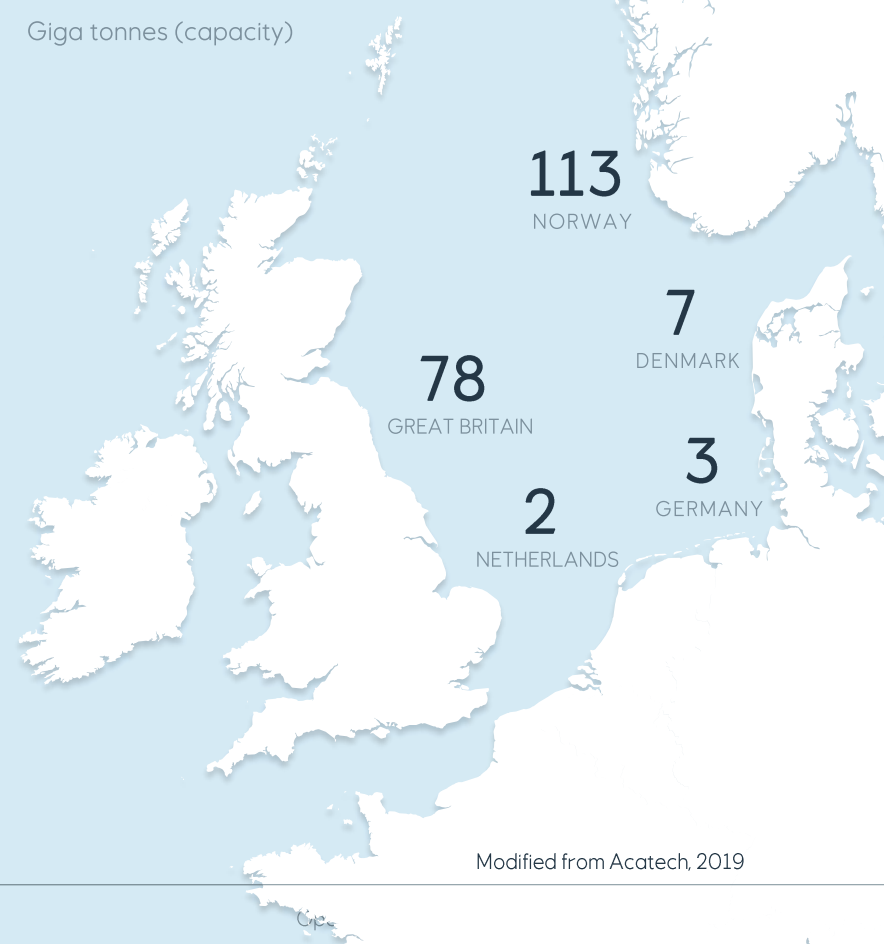 Giga tonnes (capacity)
113
NORWAY
7
DENMARK
78
GREAT BRITAIN
3
GERMANY
2
NETHERLANDS
Modified from Acatech, 2019